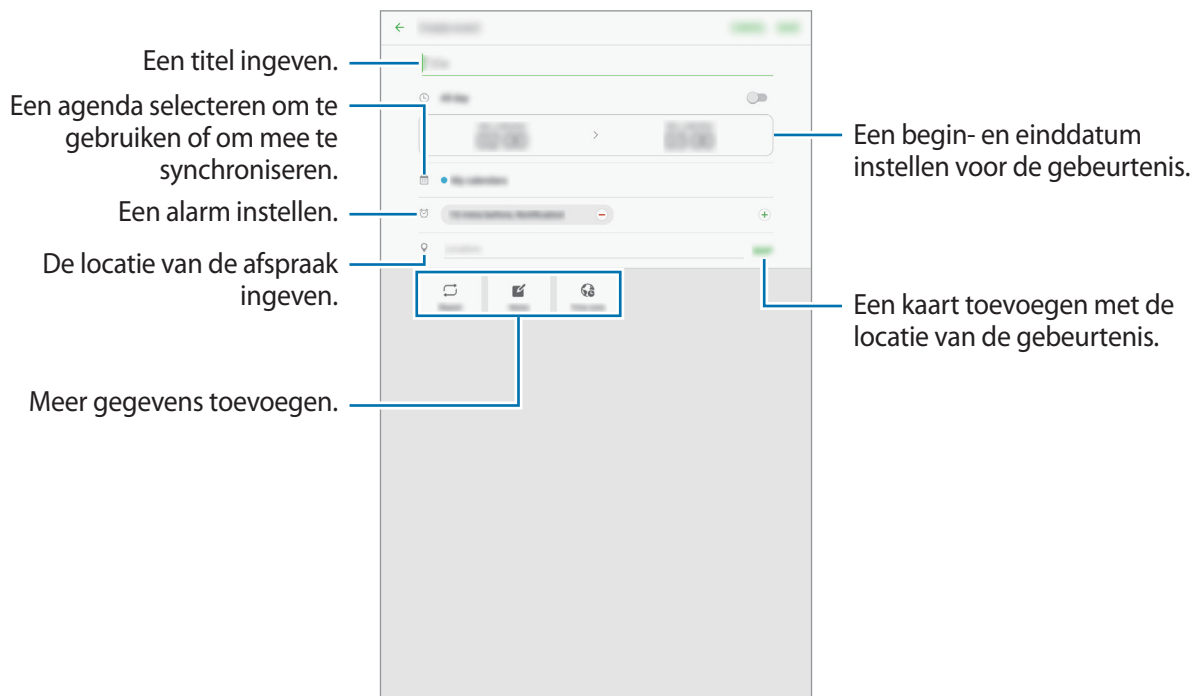 Een titel ingeven.
Een agenda selecteren om te
gebruiken of om mee te
synchroniseren.
Een alarm instellen.
De locatie van de afspraak
ingeven.
Meer gegevens toevoegen.
Een begin- en einddatum
instellen voor de gebeurtenis.
Een kaart toevoegen met de
locatie van de gebeurtenis.